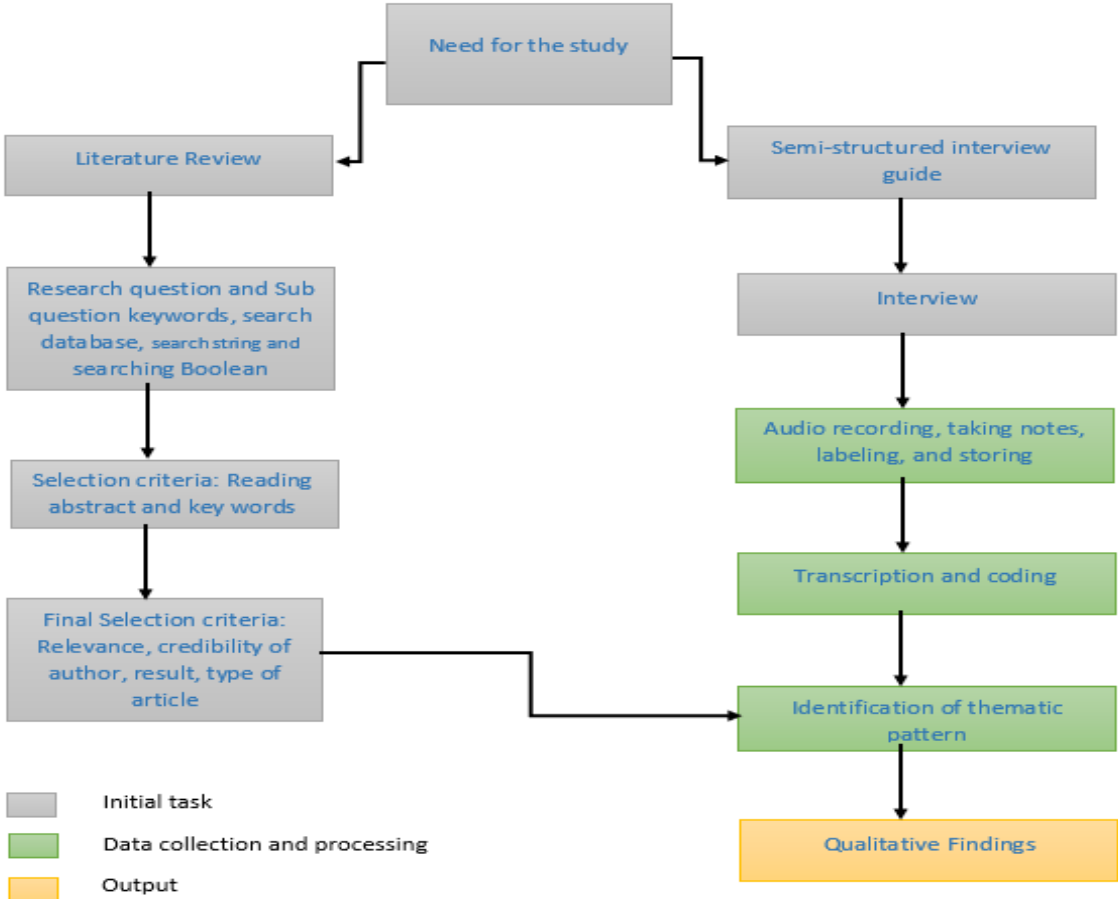 Need for the study
Literature Review
Research question and Sub
question keywords, search
database, search string and
searching Boolean
Selection criteria: Reading
abstract and key words
Final Selection criteria:
Relevance, credibility of
author, result, type of
article
Semi-structured interview
guide
Interview
Audio recording, taking notes,
labeling, and storing
Transcription and coding
Identification of thematic
pattern
Qualitative Findings
Initial task
Data collection and processing
Output